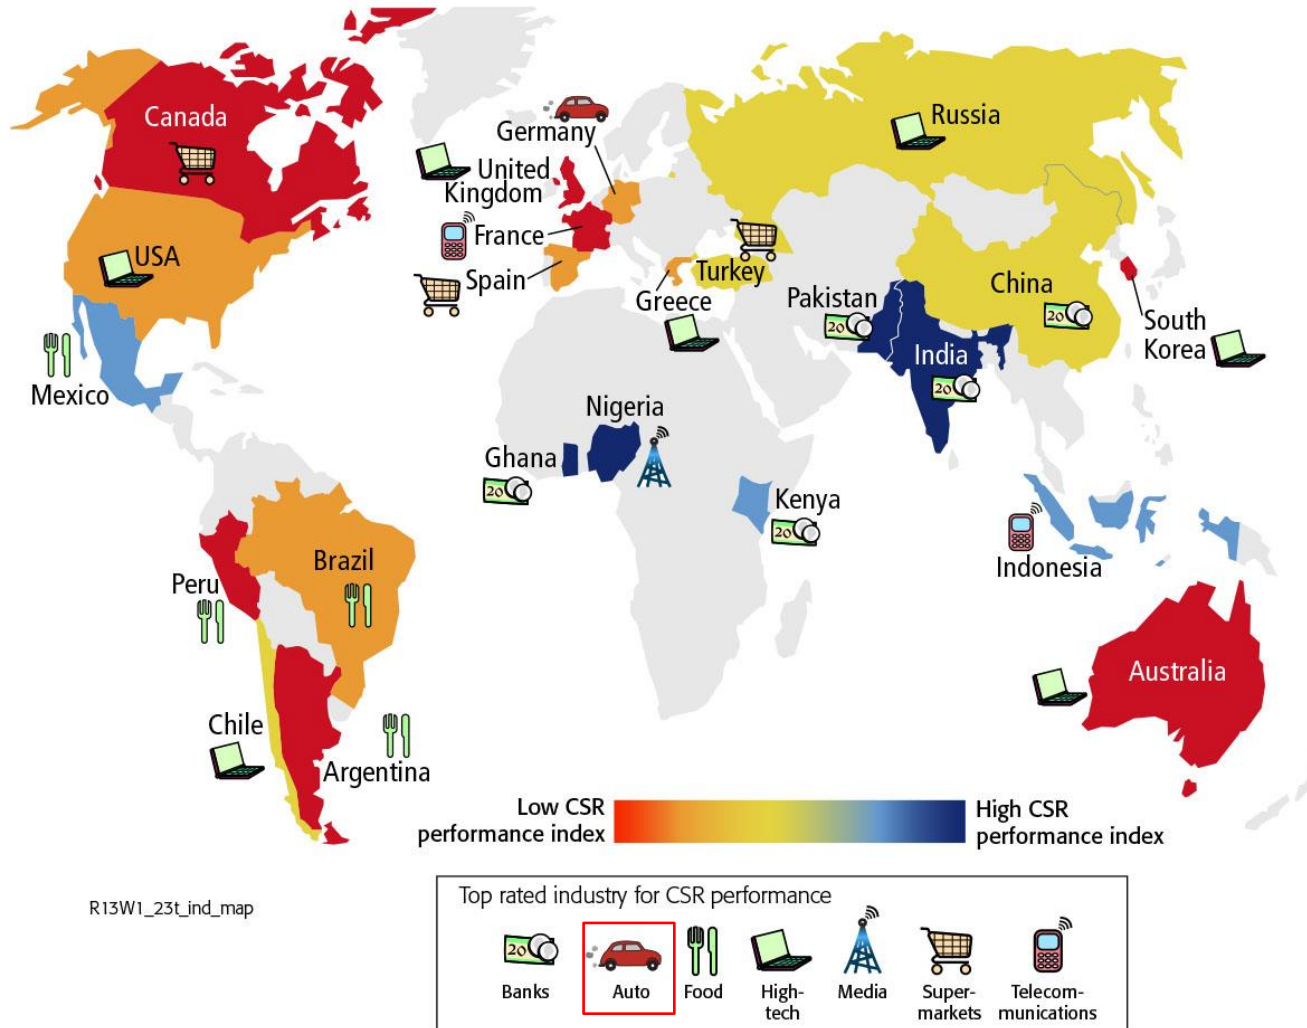 Canada
Germany
Russia
United
Kingdom
France
USA
Spain
Turkey
Greece
China
Pakistan
South
Korea
India
Mexico
Nigeria
Ghana
Kenya
Indonesia
Brazil
Peru
Australia
Chile
Argentina
Low CSR
performance index
High CSR
performance index
R13W1_23t_ind_map
Top rated industry for CSR performance
20
Banks
Auto
Food
High-
tech
Media
Super-
markets
Telecom-
munications